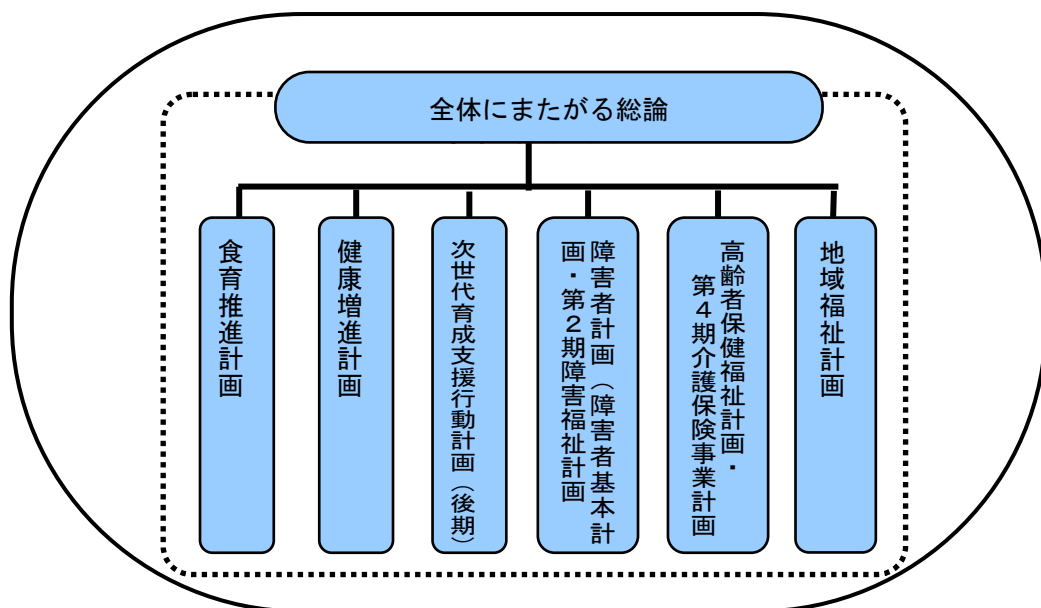 全体にまたがる総論
食育推進計画
健康増進計画
次世代育成支援行動計画（後期）
障害者計画（障害者基本計
画・第２期障害福祉計画
高齢者保健福祉計画・
第４期介護保険事業計画
地域福祉計画